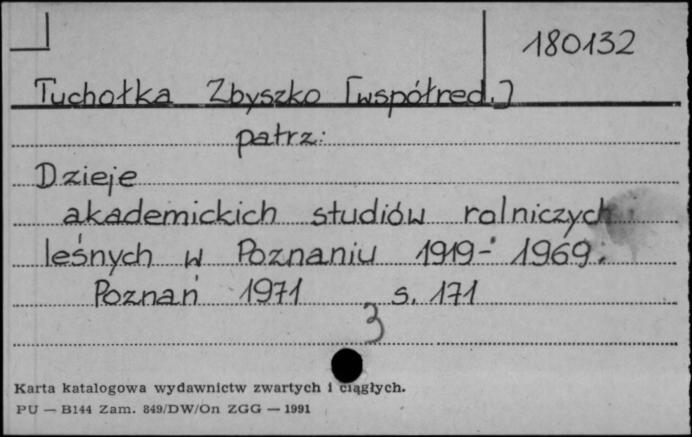 180132
Tuchołka Zbyszko [współred.]
patrz:
Dzieje
akademickich studiów rolniczych i
leśnych w Poznaniu 1919-1969.
Poznań 1971 s. 171
3
Karta katalogowa wydawnictw zwartych i ciągłych.
PU — B144 Zam. 849/DW/On ZGG — 1991